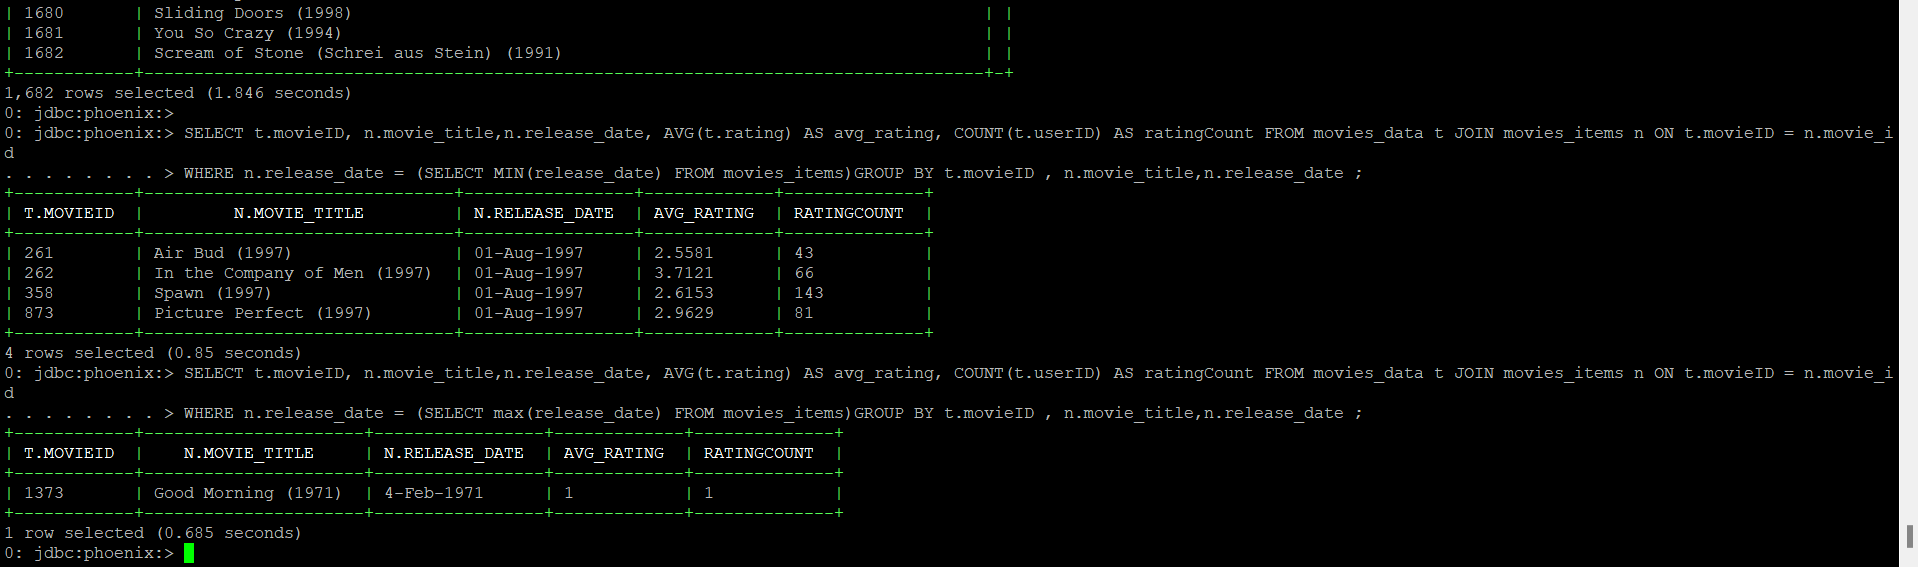 | 1680       | Sliding Doors (1998)                                                               | |
| 1681       | You So Crazy (1994)                                                                | |
| 1682       | Scream of Stone (Schrei aus Stein) (1991)                                          | |
+------------+------------------------------------------------------------------------------------+-+
1,682 rows selected (1.846 seconds)
0: jdbc:phoenix:>
0: jdbc:phoenix:> SELECT t.movieID, n.movie_title,n.release_date, AVG(t.rating) AS avg_rating, COUNT(t.userID) AS ratingCount FROM movies_data t JOIN movies_items n ON t.movieID = n.movie_i
d
. . . . . . . . > WHERE n.release_date = (SELECT MIN(release_date) FROM movies_items)GROUP BY t.movieID , n.movie_title,n.release_date ;
+------------+-------------------------------+-----------------+-------------+--------------+
| T.MOVIEID  |         N.MOVIE_TITLE         | N.RELEASE_DATE  | AVG_RATING  | RATINGCOUNT  |
+------------+-------------------------------+-----------------+-------------+--------------+
| 261        | Air Bud (1997)                | 01-Aug-1997     | 2.5581      | 43           |
| 262        | In the Company of Men (1997)  | 01-Aug-1997     | 3.7121      | 66           |
| 358        | Spawn (1997)                  | 01-Aug-1997     | 2.6153      | 143          |
| 873        | Picture Perfect (1997)        | 01-Aug-1997     | 2.9629      | 81           |
+------------+-------------------------------+-----------------+-------------+--------------+
4 rows selected (0.85 seconds)
0: jdbc:phoenix:> SELECT t.movieID, n.movie_title,n.release_date, AVG(t.rating) AS avg_rating, COUNT(t.userID) AS ratingCount FROM movies_data t JOIN movies_items n ON t.movieID = n.movie_i
d
. . . . . . . . > WHERE n.release_date = (SELECT max(release_date) FROM movies_items)GROUP BY t.movieID , n.movie_title,n.release_date ;
+------------+----------------------+-----------------+-------------+--------------+
| T.MOVIEID  |    N.MOVIE_TITLE     | N.RELEASE_DATE  | AVG_RATING  | RATINGCOUNT  |
+------------+----------------------+-----------------+-------------+--------------+
| 1373       | Good Morning (1971)  | 4-Feb-1971      | 1           | 1            |
+------------+----------------------+-----------------+-------------+--------------+
1 row selected (0.685 seconds)
0: jdbc:phoenix:>